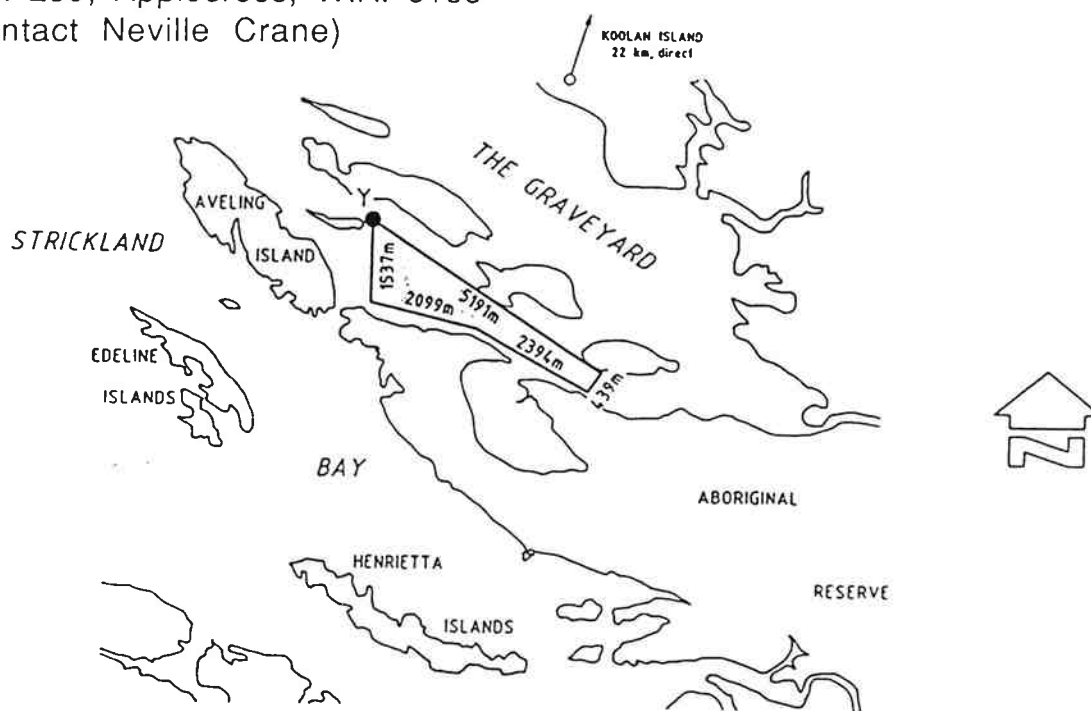 Applecross,
ntact Neville Crane)
KOOLAN ISLAND
22 km, direct
THE GRAVEYARD
Y
AVELING
ISLAND
STRICKLAND
1537m
2099m
5191m
2394m
439m
EDELINE
ISLANDS
BAY
N
ABORIGINAL
HENRIETTA
ISLANDS
RESERVE